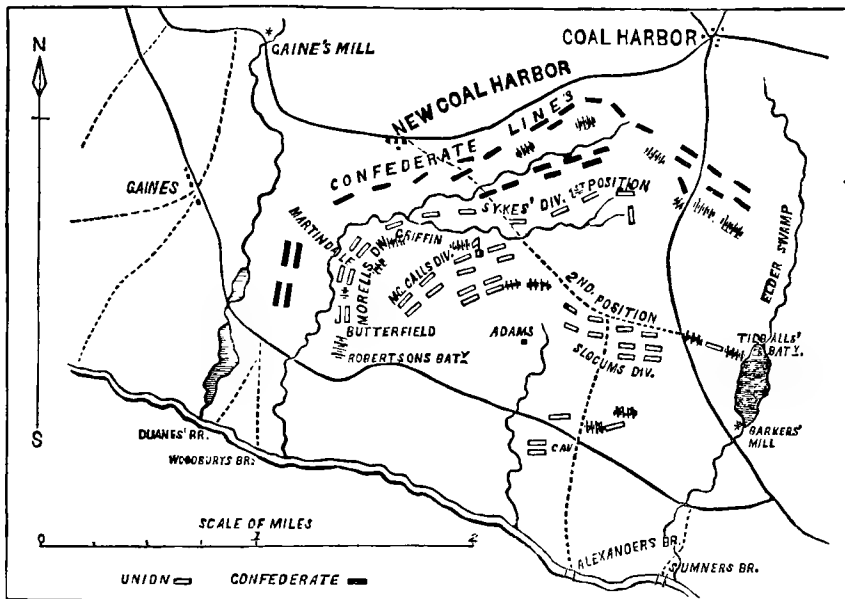 N
GAINE'S MILL
COAL HARBOR
NEW COAL HARBOR
CONFEDERATE LINES
GAINES
SYKES' DIV. 1ST POSITION
MARTINDALE
GRIFFIN
MORELLS DIV.
MC CALLS DIV.
2ND. POSITION
ELDER SWAMP
BUTTERFIELD
ADAMS
TIDBALLS' BATY.
ROBERTSONS BATY
SLOCUMS DIV.
S
DUANES' BR.
BARKERS' MILL
WOODBURYS BR.
CAV.
SCALE OF MILES
0 1 2
ALEXANDERS BR.
SUMNERS BR.
UNION CONFEDERATE